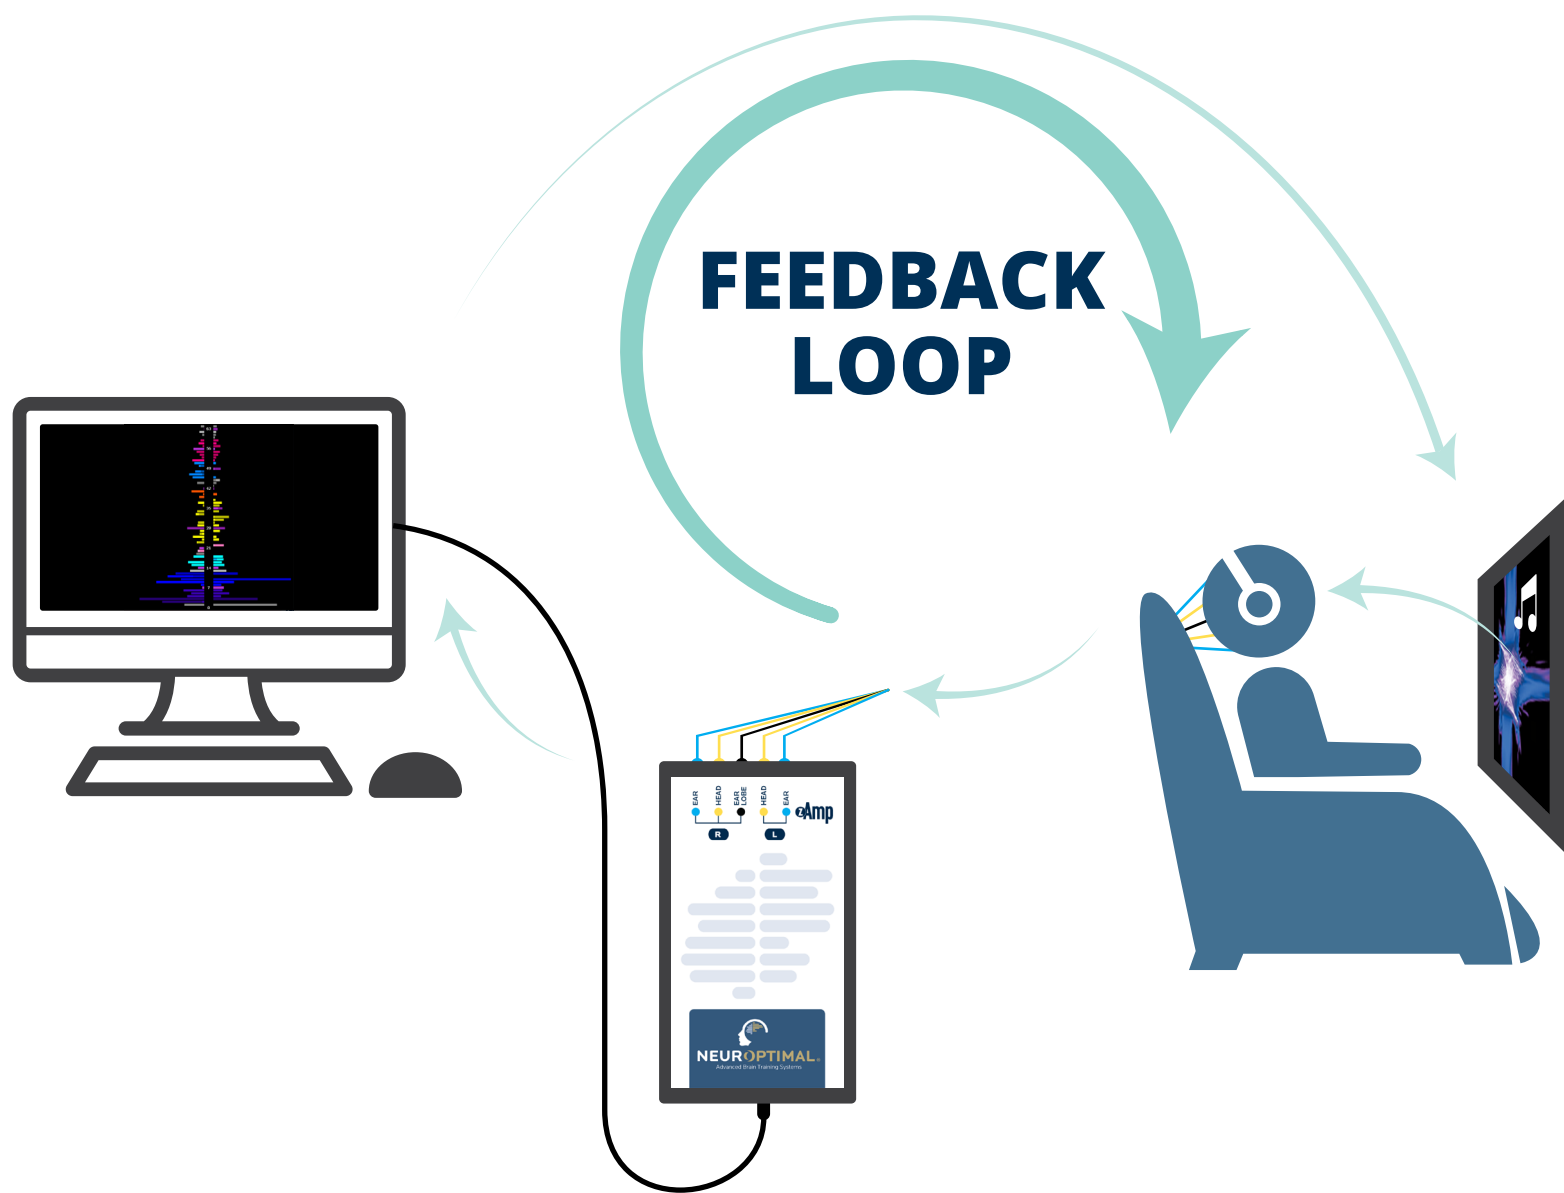 FEEDBACK
LOOP
EAR
HEAD
EAR
LOBE
HEAD
EAR
zAmp
R
L
NEUROPTIMAL®
Advanced Brain Training Systems